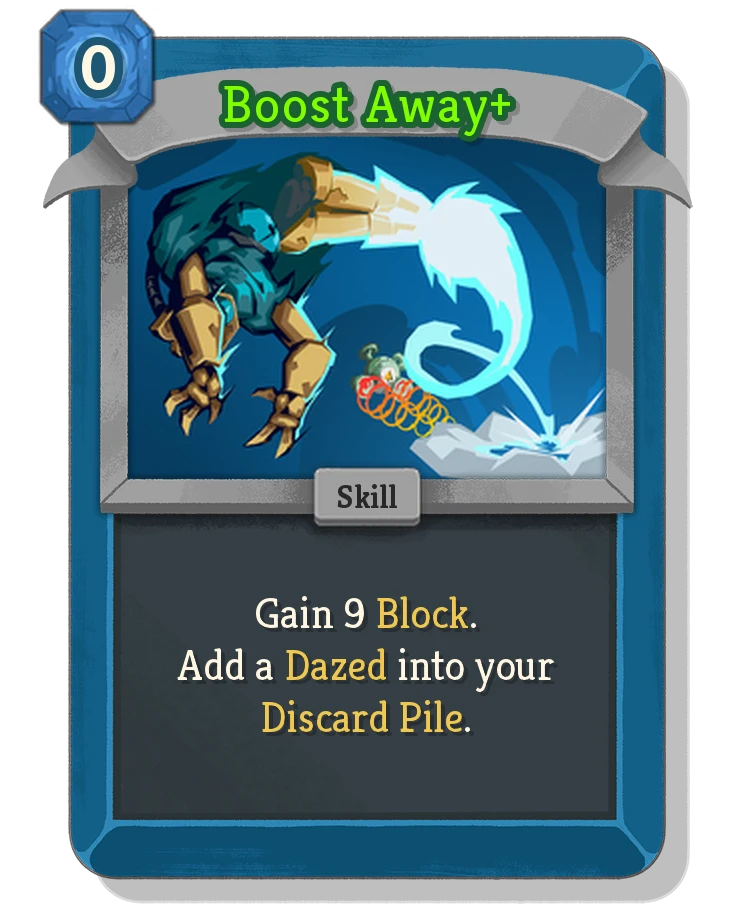 0
Boost Away+
Skill
Gain 9 Block.
Add a Dazed into your
Discard Pile.